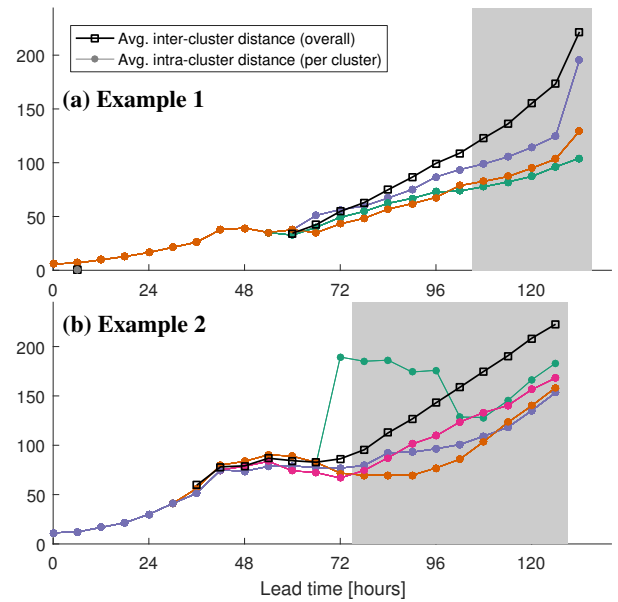 Avg. inter-cluster distance (overall)
Avg. intra-cluster distance (per cluster)
(a) Example 1
200
150
100
50
0
0 24 48 72 96 120
(b) Example 2
200
150
100
50
0
0 24 48 72 96 120
Lead time [hours]